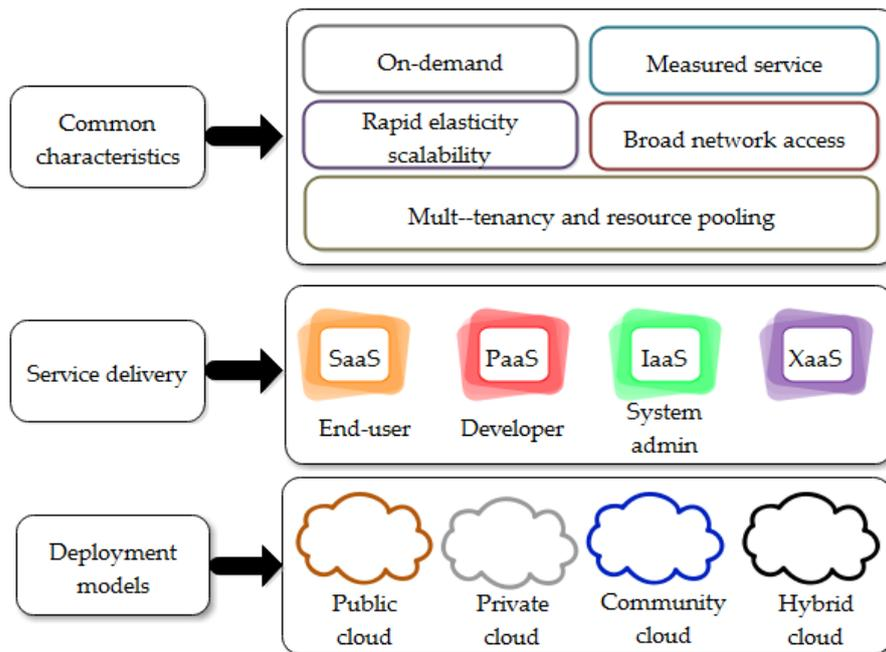 On-demand
Measured service
Common
characteristics
Rapid elasticity
scalability
Broad network access
Mult--tenancy and resource pooling
Service delivery
SaaS
PaaS
IaaS
XaaS
End-user
Developer
System
admin
Deployment
models
Public
cloud
Private
cloud
Community
cloud
Hybrid
cloud